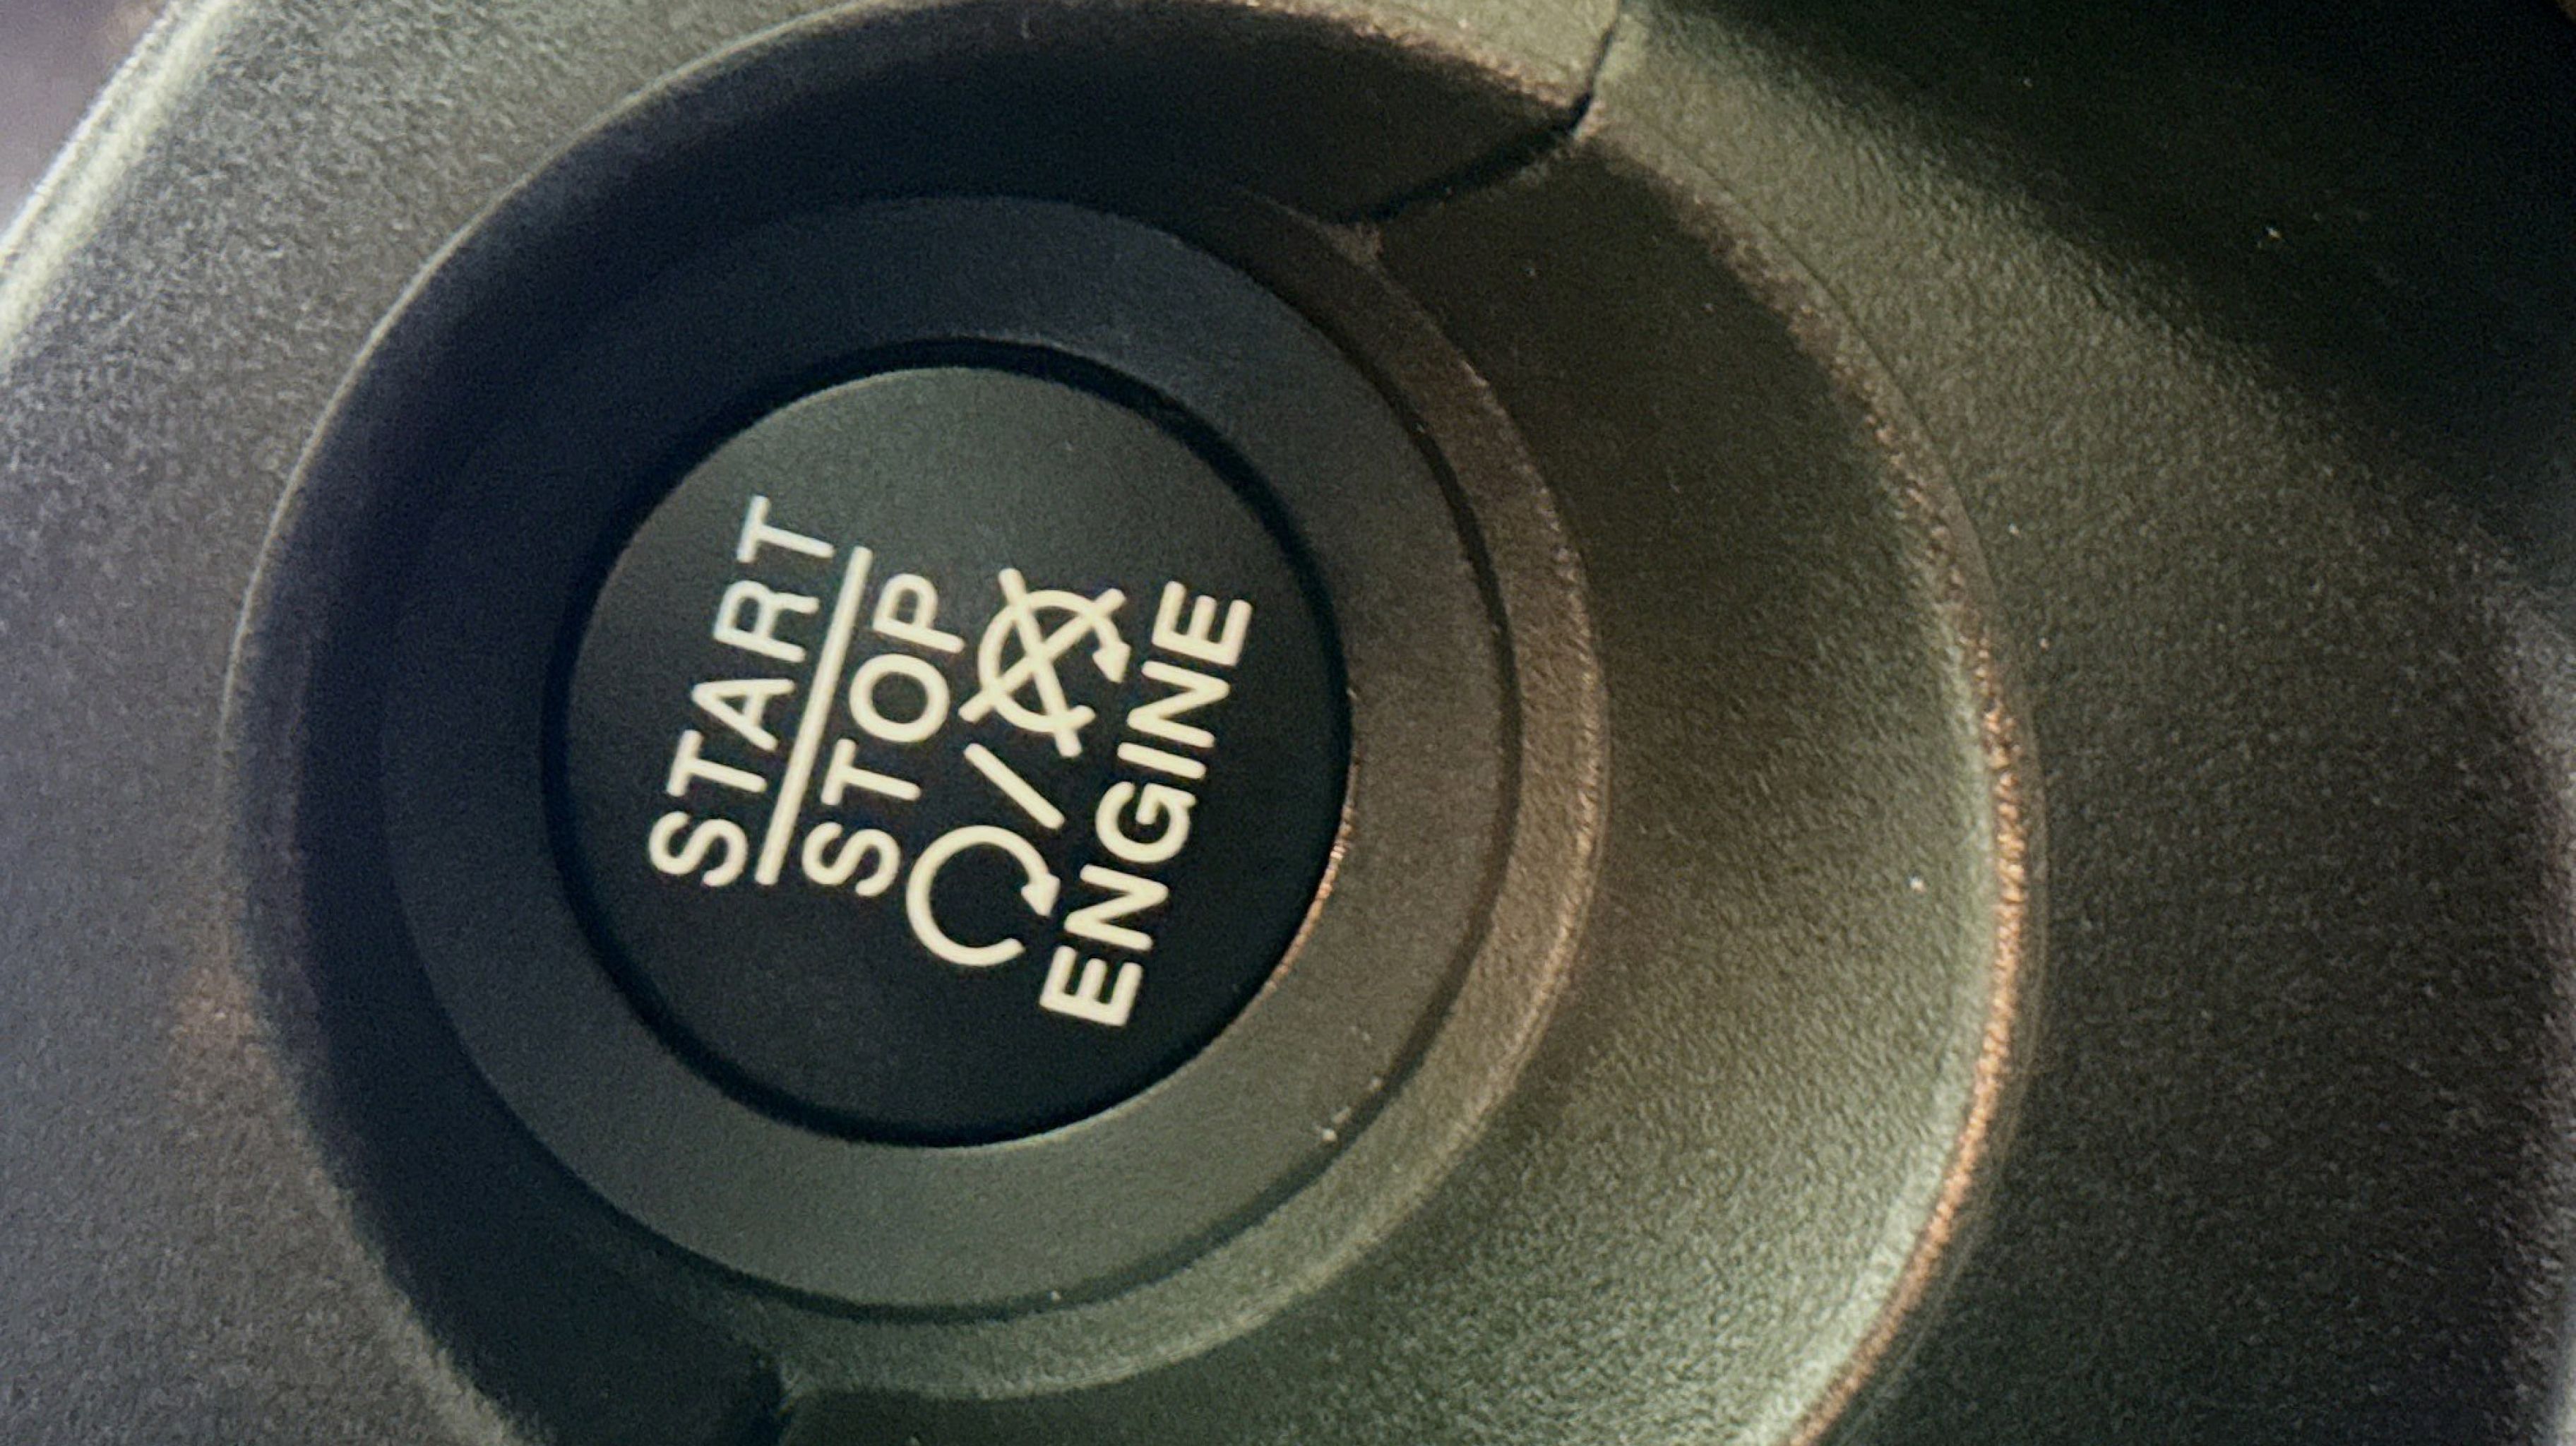 START
STOP
/
ENGINE